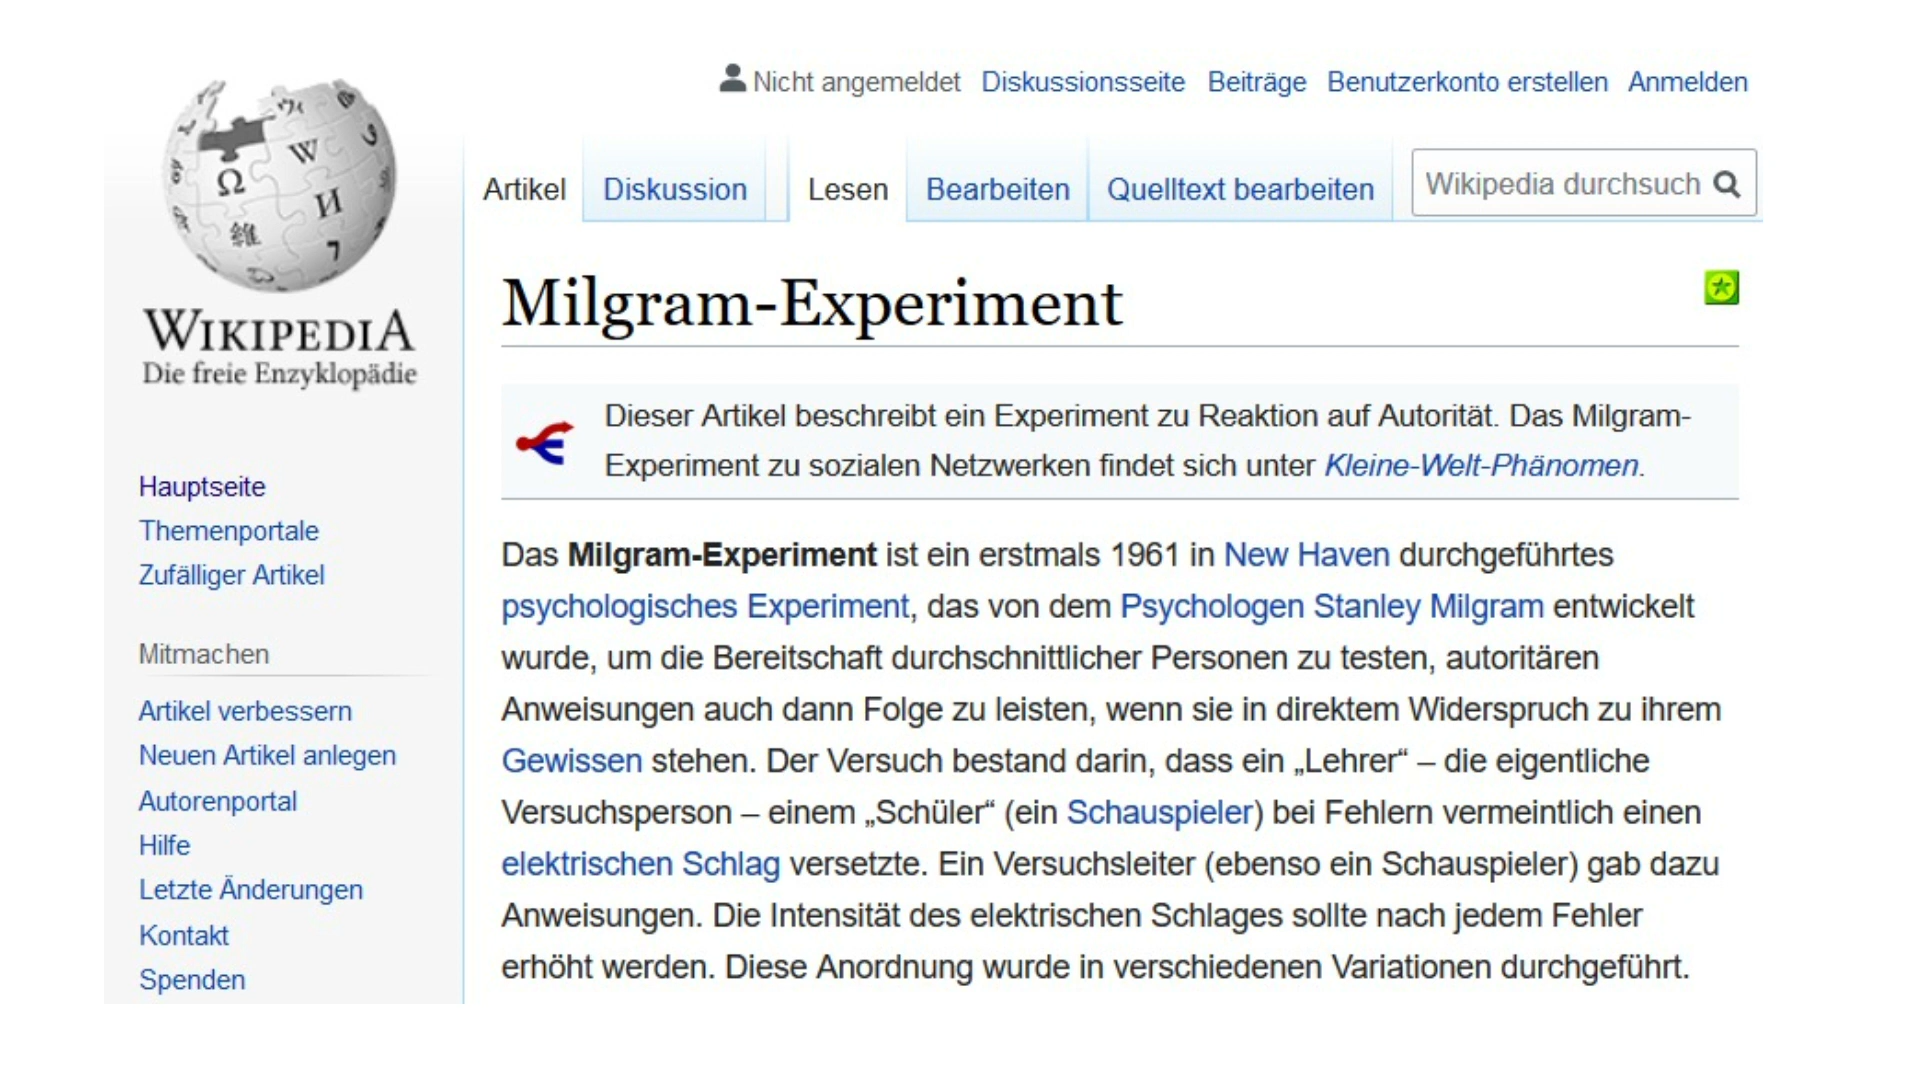 Nicht angemeldet Diskussionsseite Beiträge Benutzerkonto erstellen Anmelden
Artikel Diskussion Lesen Bearbeiten Quelltext bearbeiten Wikipedia durchsuch
Ω W И 維 7
WIKIPEDIA
Die freie Enzyklopädie
Hauptseite
Themenportale
Zufälliger Artikel
Mitmachen
Artikel verbessern
Neuen Artikel anlegen
Autorenportal
Hilfe
Letzte Änderungen
Kontakt
Spenden
Milgram-Experiment
Dieser Artikel beschreibt ein Experiment zu Reaktion auf Autorität. Das Milgram-
Experiment zu sozialen Netzwerken findet sich unter Kleine-Welt-Phänomen.
Das Milgram-Experiment ist ein erstmals 1961 in New Haven durchgeführtes
psychologisches Experiment, das von dem Psychologen Stanley Milgram entwickelt
wurde, um die Bereitschaft durchschnittlicher Personen zu testen, autoritären
Anweisungen auch dann Folge zu leisten, wenn sie in direktem Widerspruch zu ihrem
Gewissen stehen. Der Versuch bestand darin, dass ein „Lehrer“ – die eigentliche
Versuchsperson – einem „Schüler“ (ein Schauspieler) bei Fehlern vermeintlich einen
elektrischen Schlag versetzte. Ein Versuchsleiter (ebenso ein Schauspieler) gab dazu
Anweisungen. Die Intensität des elektrischen Schlages sollte nach jedem Fehler
erhöht werden. Diese Anordnung wurde in verschiedenen Variationen durchgeführt.